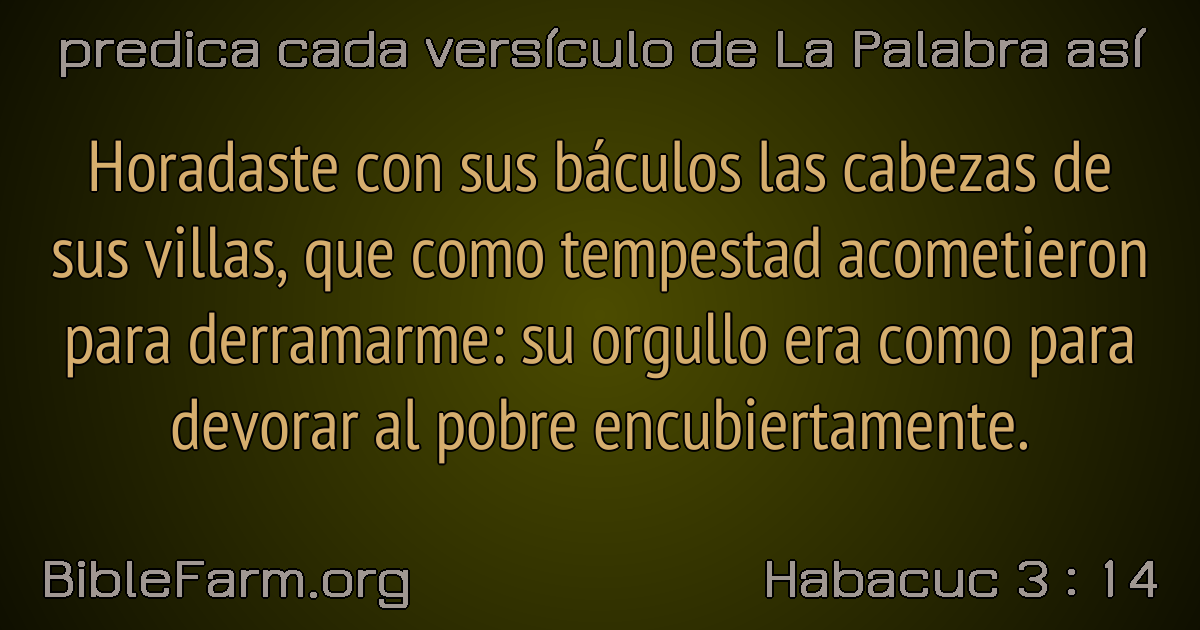 predica cada versículo de La Palabra así
Horadaste con sus báculos las cabezas de
sus villas, que como tempestad acometieron
para derramarme: su orgullo era como para
devorar al pobre encubiertamente.
BibleFarm.org
Habacuc 3 : 14